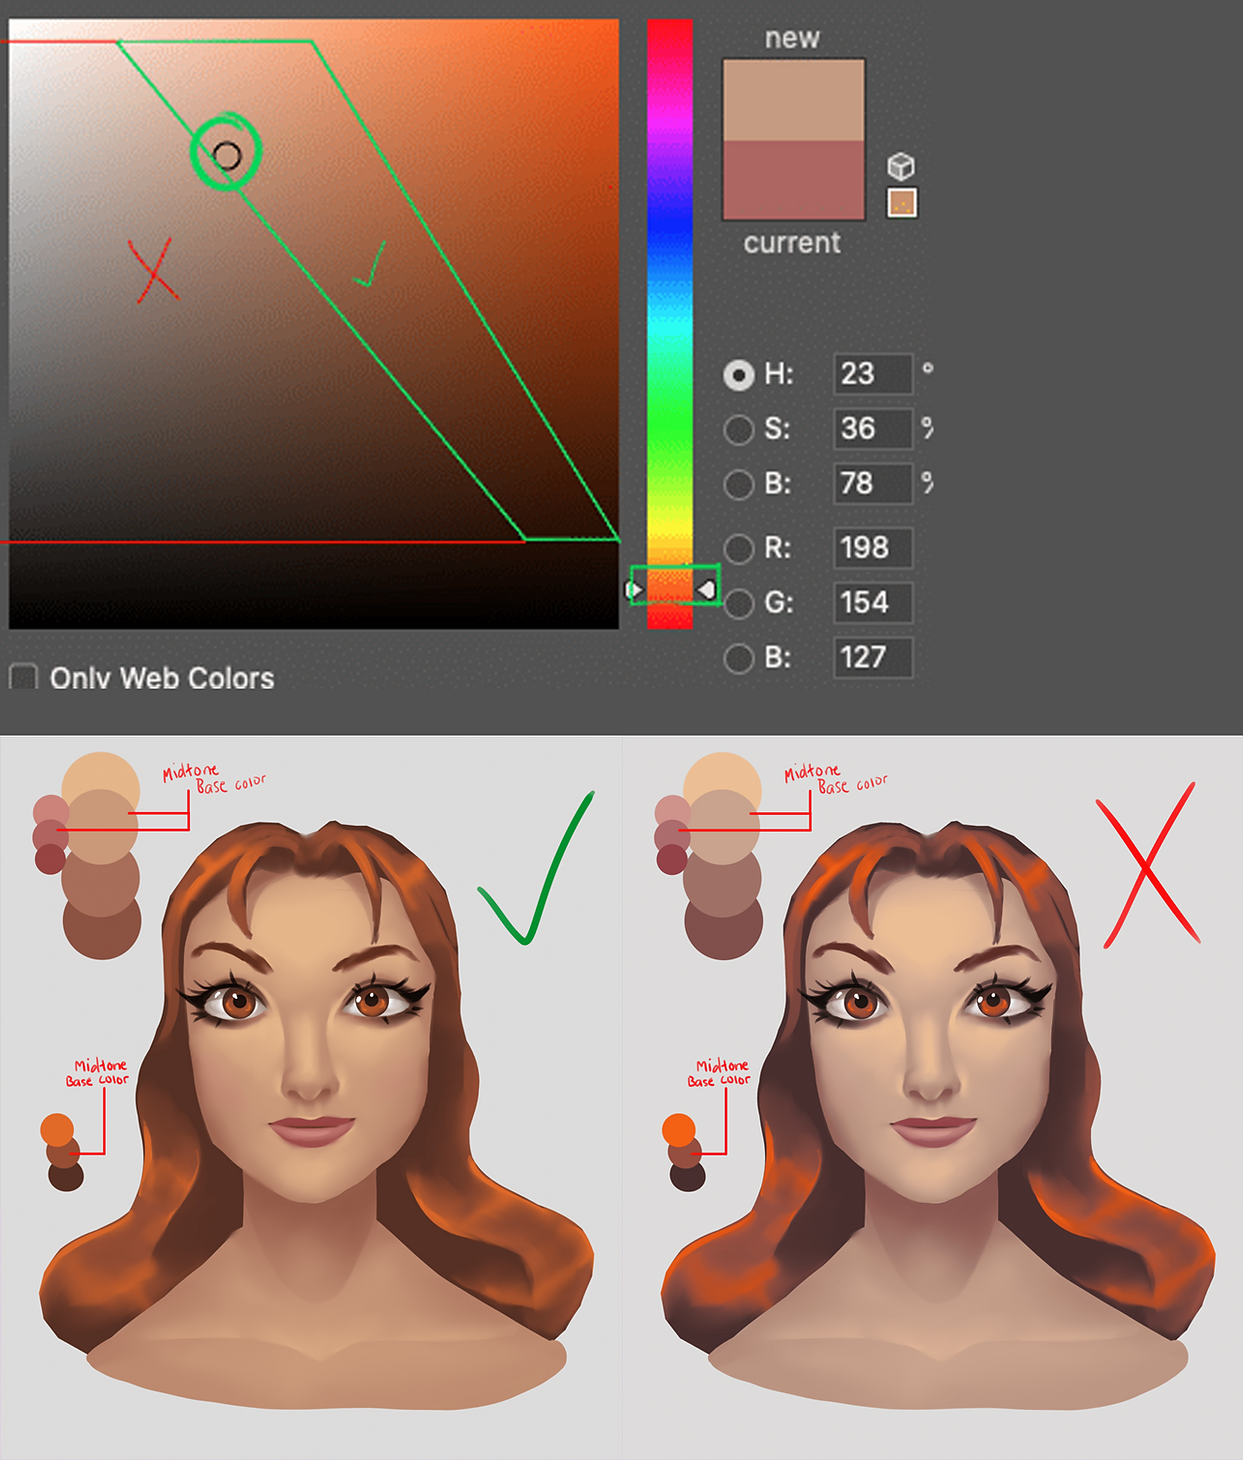 new
current
H: 23 °
S: 36 %
B: 78 %
R: 198
G: 154
B: 127
Only Web Colors
Midtone
Base color
Midtone
Base color
Midtone
Base color
Midtone
Base color